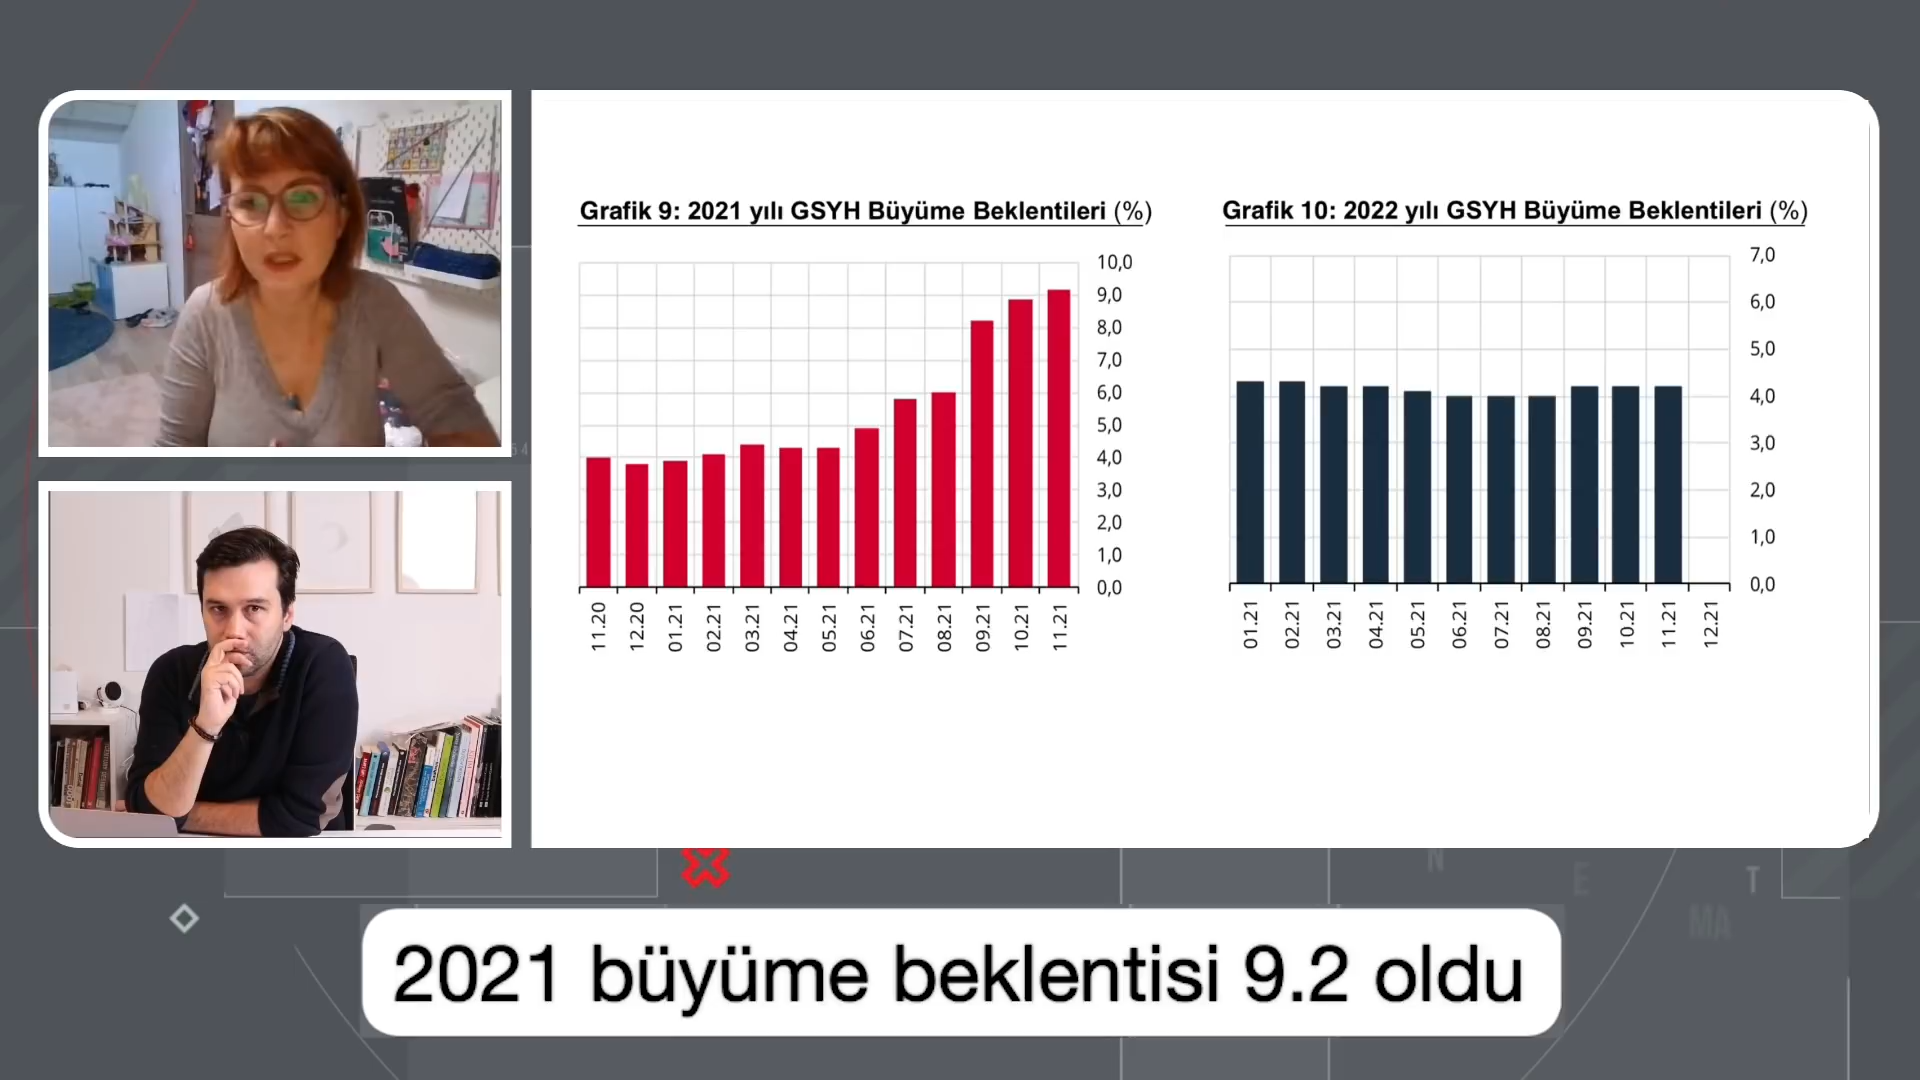 Grafik 9: 2021 yılı GSYH Büyüme Beklentileri (%)
10,0
9,0
8,0
7,0
6,0
5,0
4,0
3,0
2,0
1,0
0,0
11.20 12.20 01.21 02.21 03.21 04.21 05.21 06.21 07.21 08.21 09.21 10.21 11.21
Grafik 10: 2022 yılı GSYH Büyüme Beklentileri (%)
7,0
6,0
5,0
4,0
3,0
2,0
1,0
0,0
01.21 02.21 03.21 04.21 05.21 06.21 07.21 08.21 09.21 10.21 11.21 12.21
N
E
T
MA
2021 büyüme beklentisi 9.2 oldu